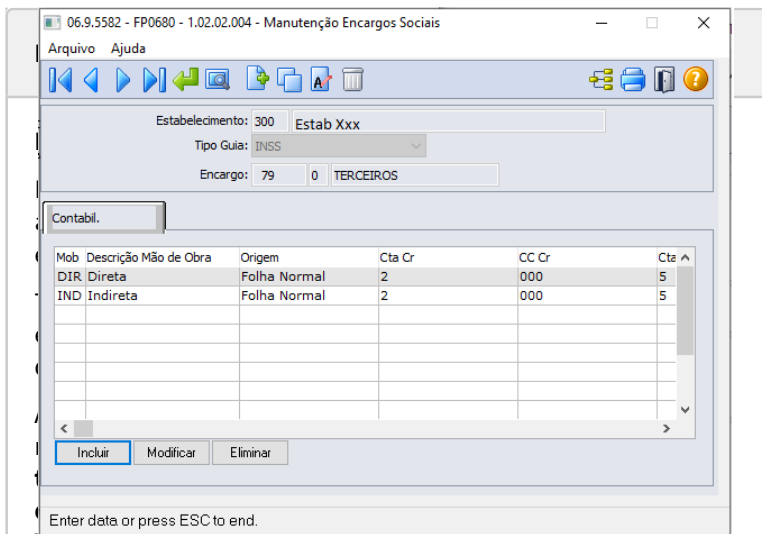 06.9.5582 - FP0680 - 1.02.02.004 - Manutenção Encargos Sociais
Arquivo Ajuda
Estabelecimento: 300 Estab Xxx
Tipo Guia: INSS
Encargo: 79 0 TERCEIROS
Contabil.
Mob Descrição Mão de Obra Origem Cta Cr CC Cr Cta
DIR Direta Folha Normal 2 000 5
IND Indireta Folha Normal 2 000 5
Incluir Modificar Eliminar
Enter data or press ESC to end.